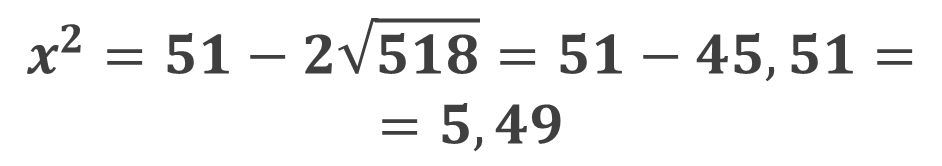 x² = 51 − 2√518 = 51 − 45, 51 =
= 5, 49